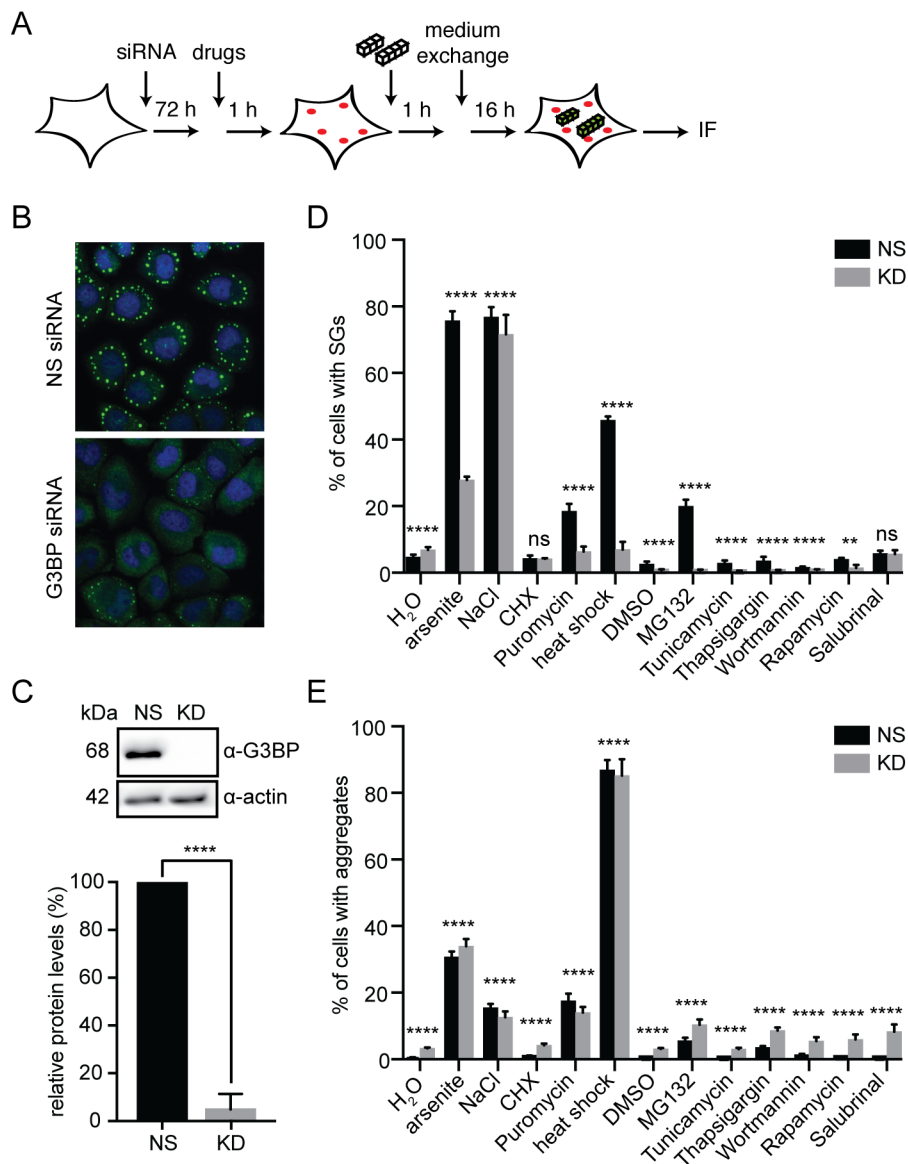 A
siRNA drugs medium exchange
72 h 1 h 1 h 16 h IF
B
NS siRNA
G3BP siRNA
C
kDa NS KD
68 α-G3BP
42 α-actin
****
relative protein levels (%)
100
80
60
40
20
0
NS KD
D
% of cells with SGs
100
80
60
40
20
0
NS
KD
**** **** **** ns **** **** **** **** **** **** **** ** ns
H₂O
arsenite
NaCl
CHX
Puromycin
heat shock
DMSO
MG132
Tunicamycin
Thapsigargin
Wortmannin
Rapamycin
Salubrinal
E
% of cells with aggregates
100
80
60
40
20
0
NS
KD
**** **** **** **** **** **** **** **** **** **** **** **** ****
H₂O
arsenite
NaCl
CHX
Puromycin
heat shock
DMSO
MG132
Tunicamycin
Thapsigargin
Wortmannin
Rapamycin
Salubrinal